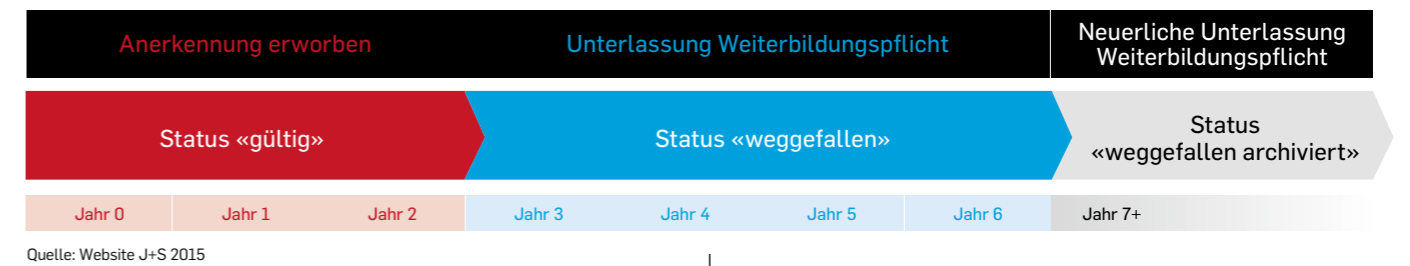 Anerkennung erworben
Unterlassung Weiterbildungspflicht
Neuerliche Unterlassung
Weiterbildungspflicht
Status «gültig»
Status «weggefallen»
Status
«weggefallen archiviert»
Jahr 0 Jahr 1 Jahr 2 Jahr 3 Jahr 4 Jahr 5 Jahr 6 Jahr 7+
Quelle: Website J+S 2015